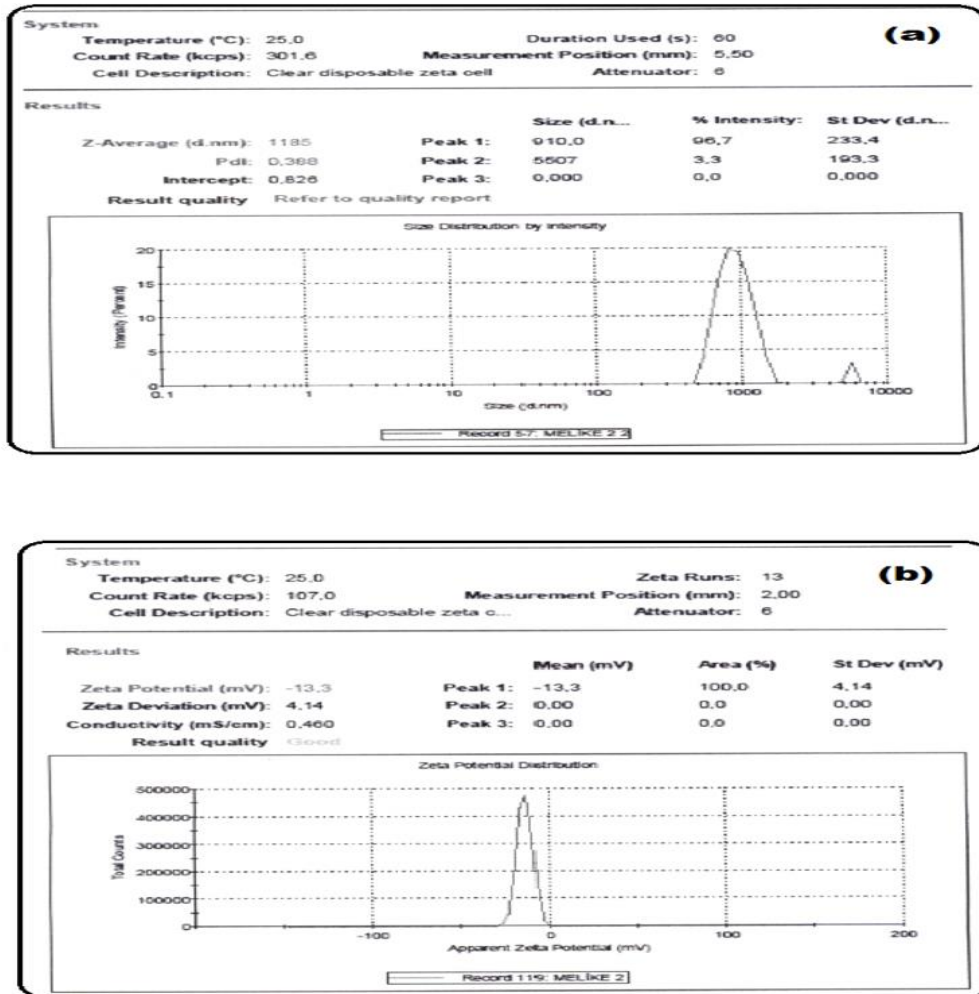 System
(a)
Temperature (°C): 25,0 Duration Used (s): 60
Count Rate (kcps): 301,6 Measurement Position (mm): 5,50
Cell Description: Clear disposable zeta cell Attenuator: 6
Results
Size (d.n... % Intensity: St Dev (d.n...
Z-Average (d.nm): 1185 Peak 1: 910,0 96,7 233,4
PdI: 0,388 Peak 2: 5507 3,3 193,3
Intercept: 0,826 Peak 3: 0,000 0,0 0,000
Result quality Refer to quality report
Size Distribution by Intensity
Intensity (Percent)
20
15
10
5
0
0.1 1 10 100 1000 10000
Size (d.nm)
Record 57: MELİKE 2 2
System
(b)
Temperature (°C): 25,0 Zeta Runs: 13
Count Rate (kcps): 107,0 Measurement Position (mm): 2,00
Cell Description: Clear disposable zeta c... Attenuator: 6
Results
Mean (mV) Area (%) St Dev (mV)
Zeta Potential (mV): -13,3 Peak 1: -13,3 100,0 4,14
Zeta Deviation (mV): 4,14 Peak 2: 0,00 0,0 0,00
Conductivity (mS/cm): 0,460 Peak 3: 0,00 0,0 0,00
Result quality Good
Zeta Potential Distribution
Total Counts
500000
400000
300000
200000
100000
0
-100 0 100 200
Apparent Zeta Potential (mV)
Record 119: MELİKE 2